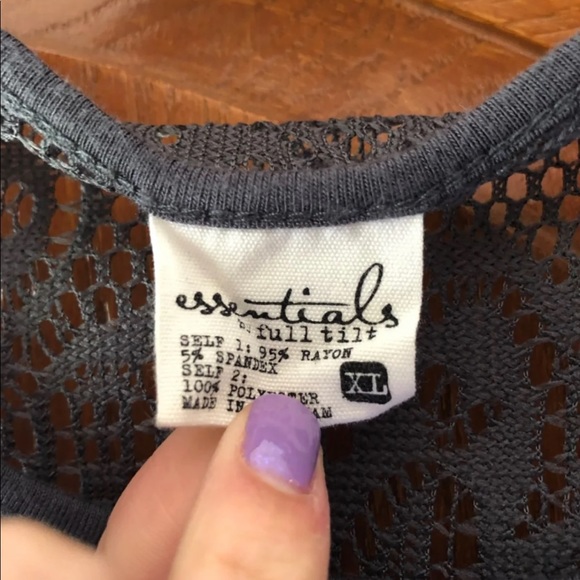 essentials
by full tilt
SELF 1: 95% RAYON
5% SPANDEX
SELF 2:
100% POLYESTER
MADE IN
XL